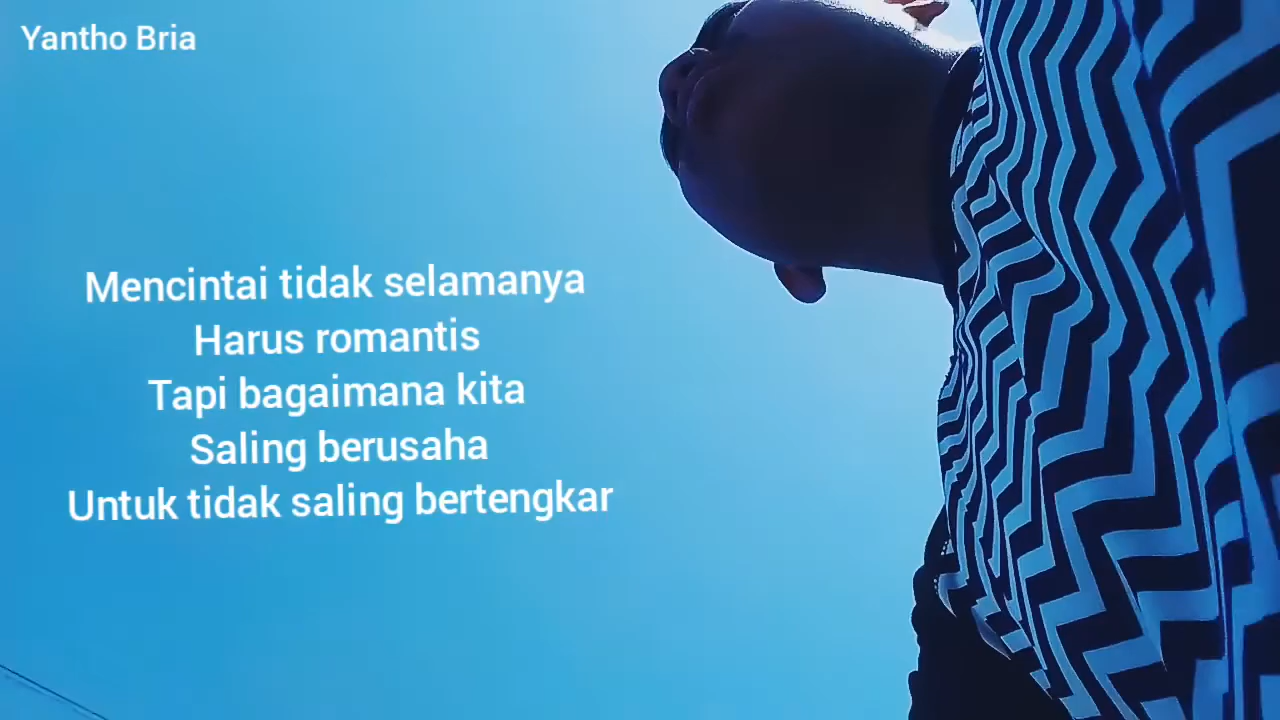 Yantho Bria
Mencintai tidak selamanya
Harus romantis
Tapi bagaimana kita
Saling berusaha
Untuk tidak saling bertengkar